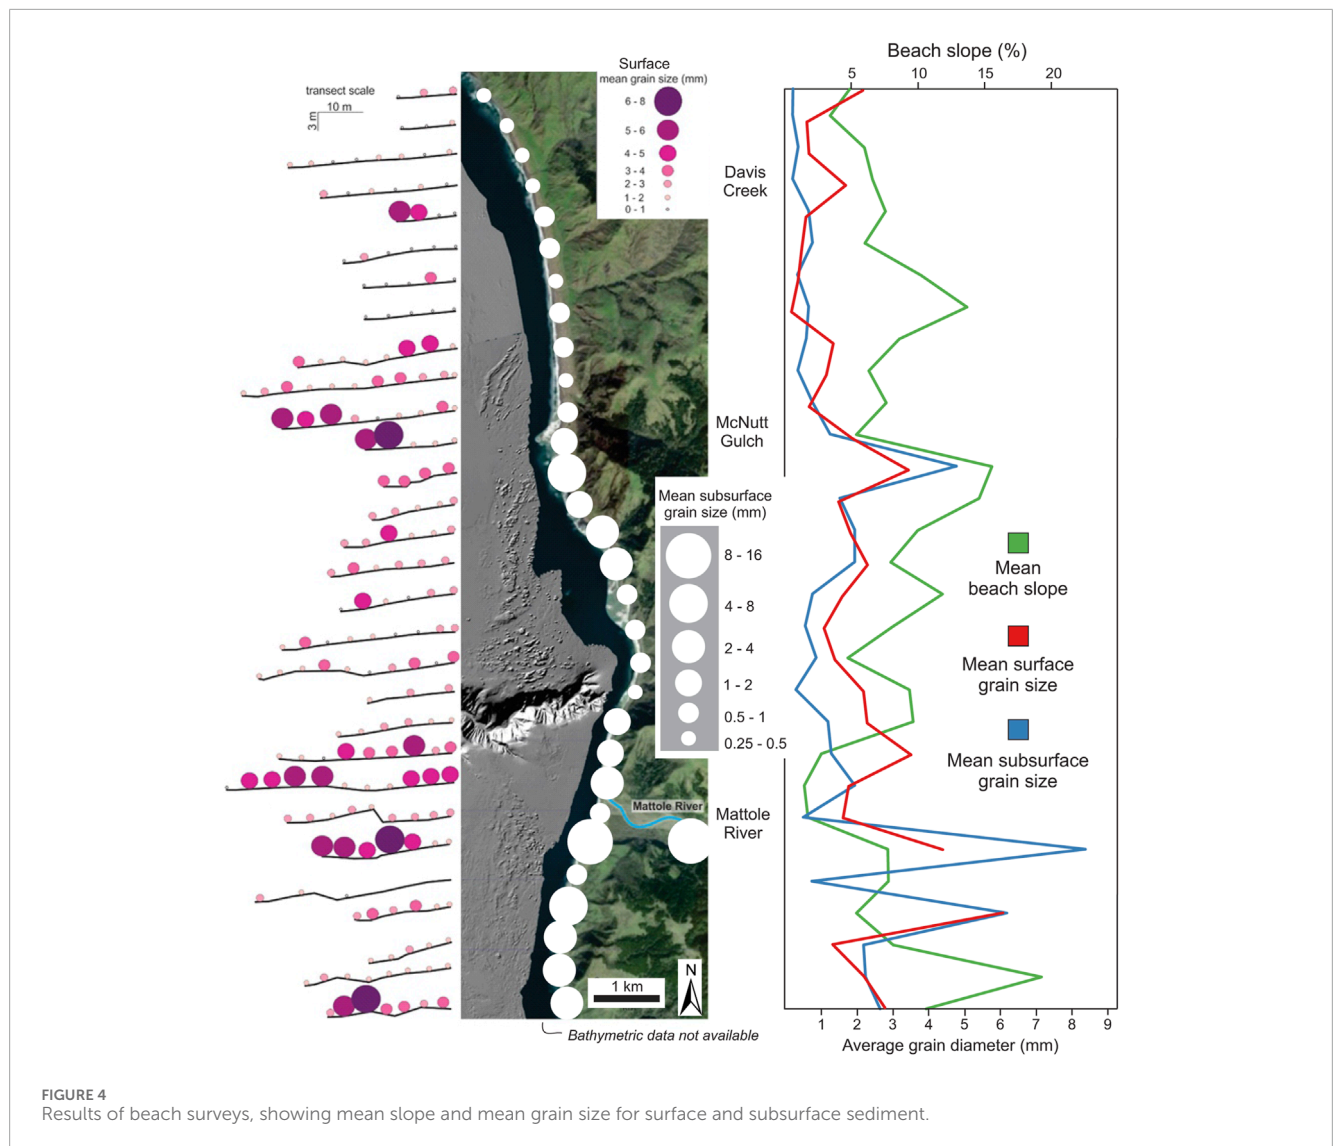 Surface
mean grain size (mm)
6 - 8
5 - 6
4 - 5
3 - 4
2 - 3
1 - 2
0 - 1
transect scale
10 m
3 m
Beach slope (%)
5 10 15 20
Davis
Creek
McNutt
Gulch
Mean subsurface
grain size (mm)
8 - 16
4 - 8
2 - 4
1 - 2
0.5 - 1
0.25 - 0.5
Mean
beach slope
Mean surface
grain size
Mean subsurface
grain size
Mattole River
Mattole
River
N
1 km
Bathymetric data not available
1 2 3 4 5 6 7 8 9
Average grain diameter (mm)
FIGURE 4
Results of beach surveys, showing mean slope and mean grain size for surface and subsurface sediment.